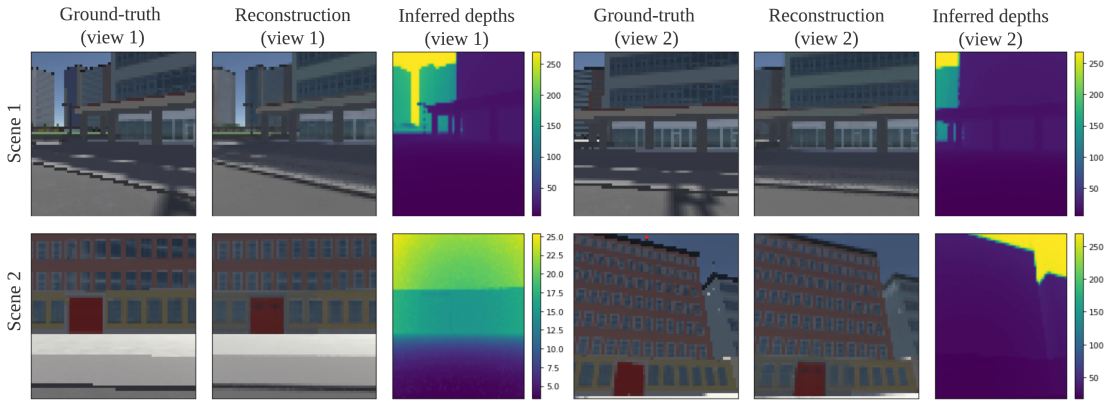 Ground-truth
(view 1)
Reconstruction
(view 1)
Inferred depths
(view 1)
Ground-truth
(view 2)
Reconstruction
(view 2)
Inferred depths
(view 2)
Scene 1
250
200
150
100
50
250
200
150
100
50
Scene 2
25.0
22.5
20.0
17.5
15.0
12.5
10.0
7.5
5.0
250
200
150
100
50